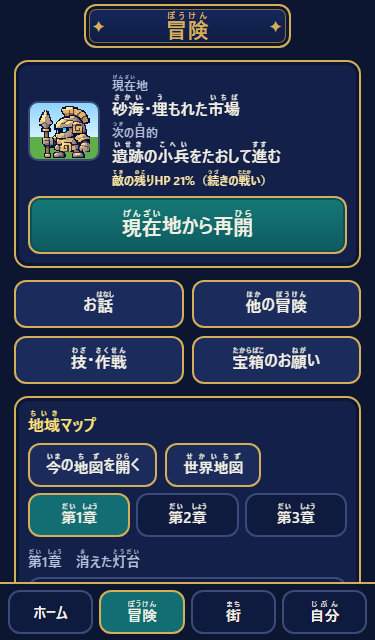 冒険
現在地
砂海・埋もれた市場
次の目的
遺跡の小兵をたおして進む
敵の残りHP 21%（続きの戦い）
現在地から再開
お話
他の冒険
技・作戦
宝箱のお願い
地域マップ
今の地図を開く
世界地図
第1章
第2章
第3章
第1章　消えた灯台
ホーム
冒険
街
自分